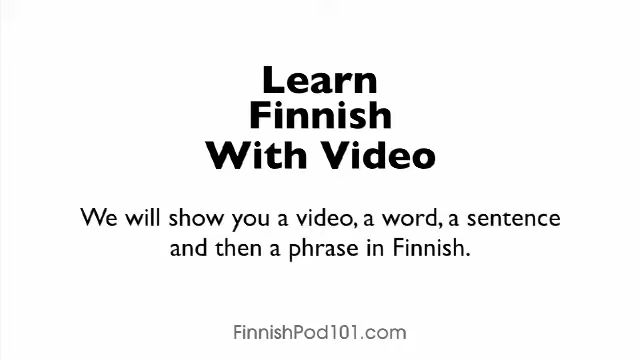 Learn
Finnish
With Video
We will show you a video, a word, a sentence
and then a phrase in Finnish.
FinnishPod101.com